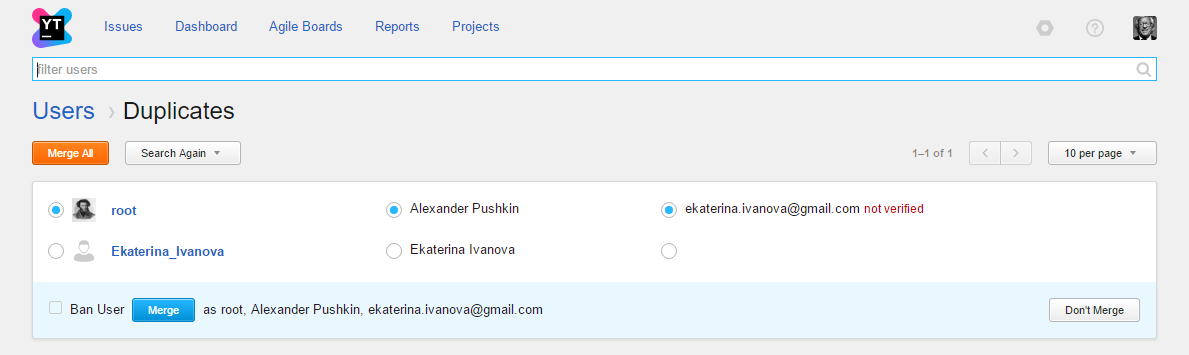 YT
Issues Dashboard Agile Boards Reports Projects
filter users
Users › Duplicates
Merge All Search Again 1–1 of 1 10 per page
root Alexander Pushkin ekaterina.ivanova@gmail.com not verified
Ekaterina_Ivanova Ekaterina Ivanova
Ban User Merge as root, Alexander Pushkin, ekaterina.ivanova@gmail.com Don't Merge